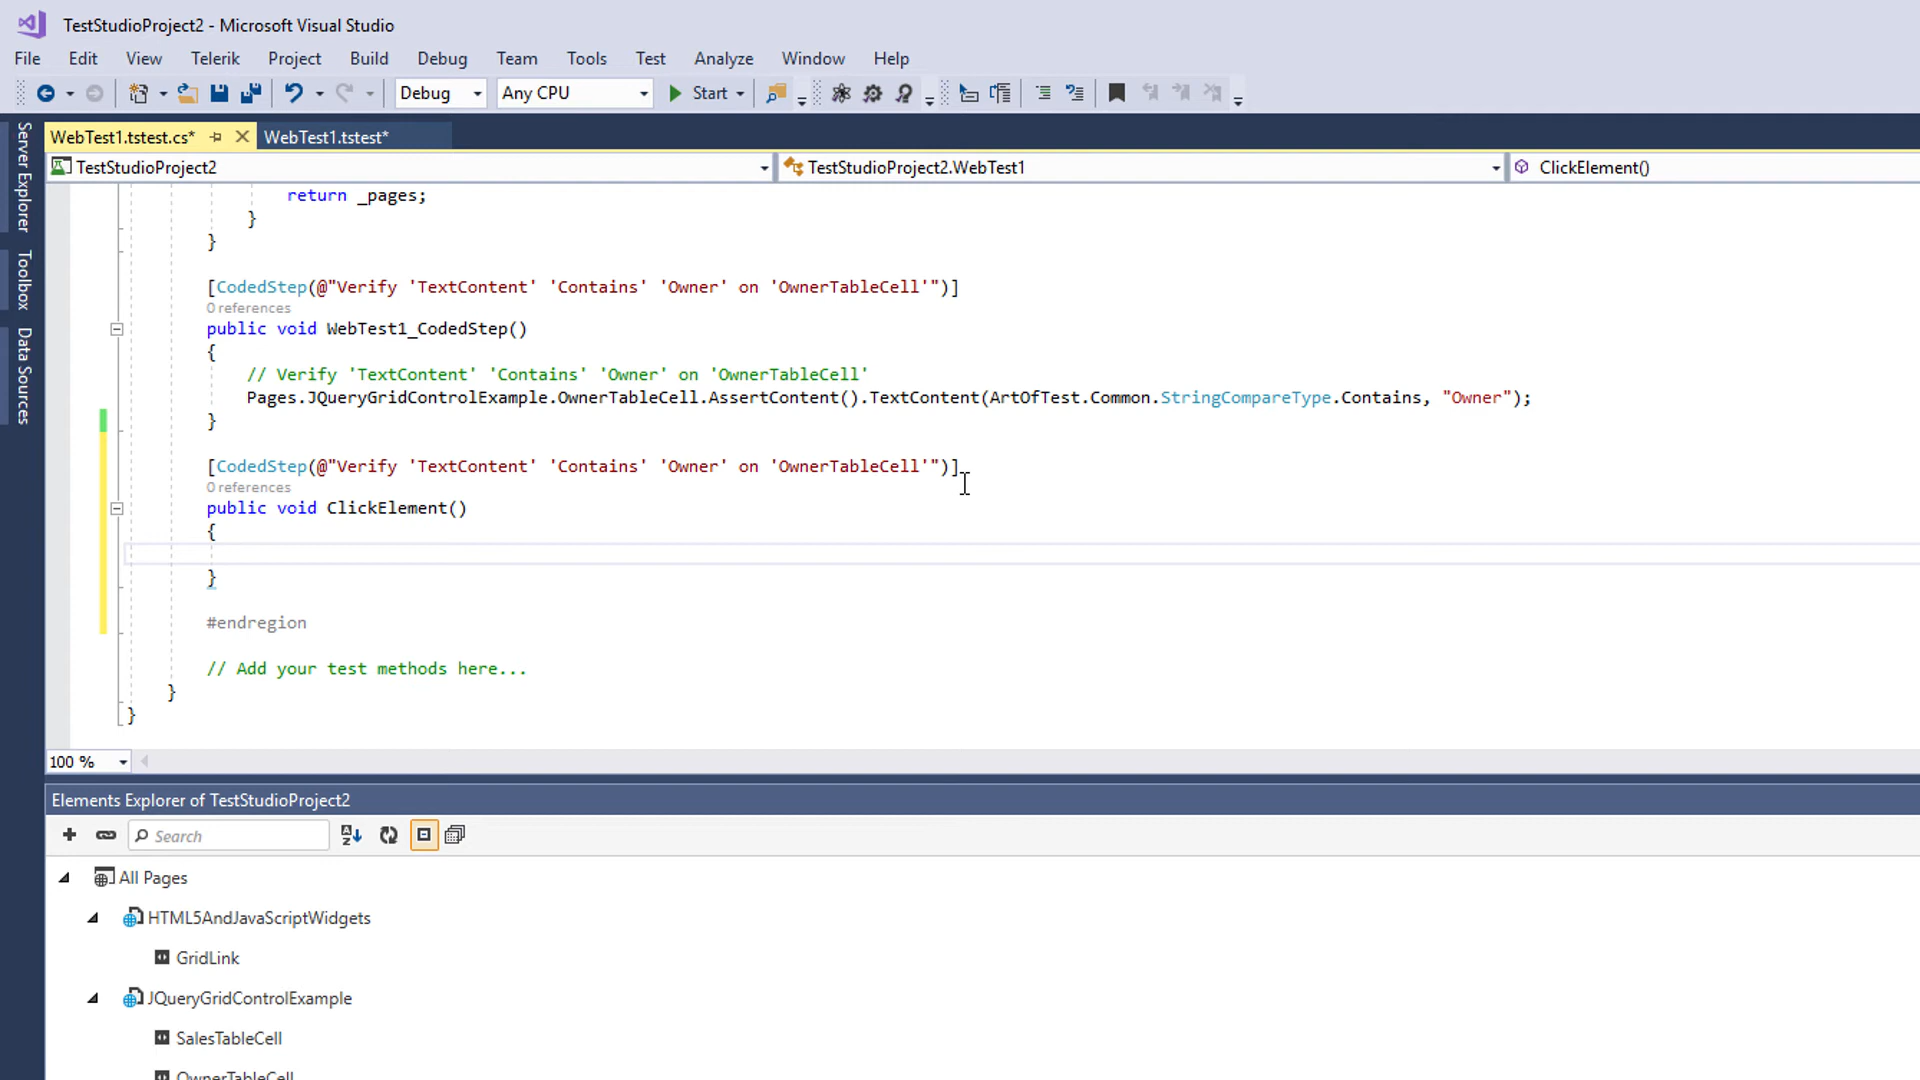 TestStudioProject2 - Microsoft Visual Studio
File Edit View Telerik Project Build Debug Team Tools Test Analyze Window Help
Debug Any CPU Start
Server Explorer
Toolbox
Data Sources
WebTest1.tstest.cs* WebTest1.tstest*
TestStudioProject2 TestStudioProject2.WebTest1 ClickElement()
return _pages;
}
}
[CodedStep(@"Verify 'TextContent' 'Contains' 'Owner' on 'OwnerTableCell'")]
0 references
public void WebTest1_CodedStep()
{
// Verify 'TextContent' 'Contains' 'Owner' on 'OwnerTableCell'
Pages.JQueryGridControlExample.OwnerTableCell.AssertContent().TextContent(ArtOfTest.Common.StringCompareType.Contains, "Owner");
}
[CodedStep(@"Verify 'TextContent' 'Contains' 'Owner' on 'OwnerTableCell'")]
0 references
public void ClickElement()
{
}
#endregion
// Add your test methods here...
}
}
100 %
Elements Explorer of TestStudioProject2
Search
All Pages
HTML5AndJavaScriptWidgets
GridLink
JQueryGridControlExample
SalesTableCell
OwnerTableCell